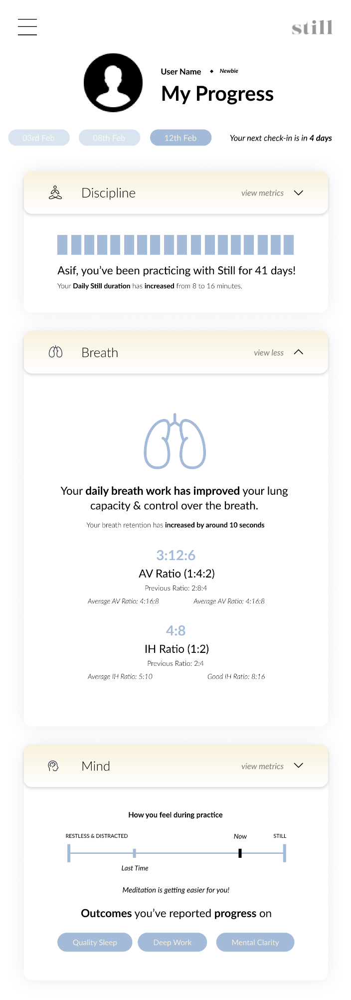 still
User Name ◆ Newbie
My Progress
03rd Feb 08th Feb 12th Feb Your next check-in is in 4 days
Discipline view metrics
Asif, you’ve been practicing with Still for 41 days!
Your Daily Still duration has increased from 8 to 16 minutes.
Breath view less
Your daily breath work has improved your lung
capacity & control over the breath.
Your breath retention has increased by around 10 seconds
3:12:6
AV Ratio (1:4:2)
Previous Ratio: 2:8:4
Average AV Ratio: 4:16:8 Average AV Ratio: 4:16:8
4:8
IH Ratio (1:2)
Previous Ratio: 2:4
Average IH Ratio: 5:10 Good IH Ratio: 8:16
Mind view metrics
How you feel during practice
RESTLESS & DISTRACTED Now STILL
Last Time
Meditation is getting easier for you!
Outcomes you’ve reported progress on
Quality Sleep Deep Work Mental Clarity